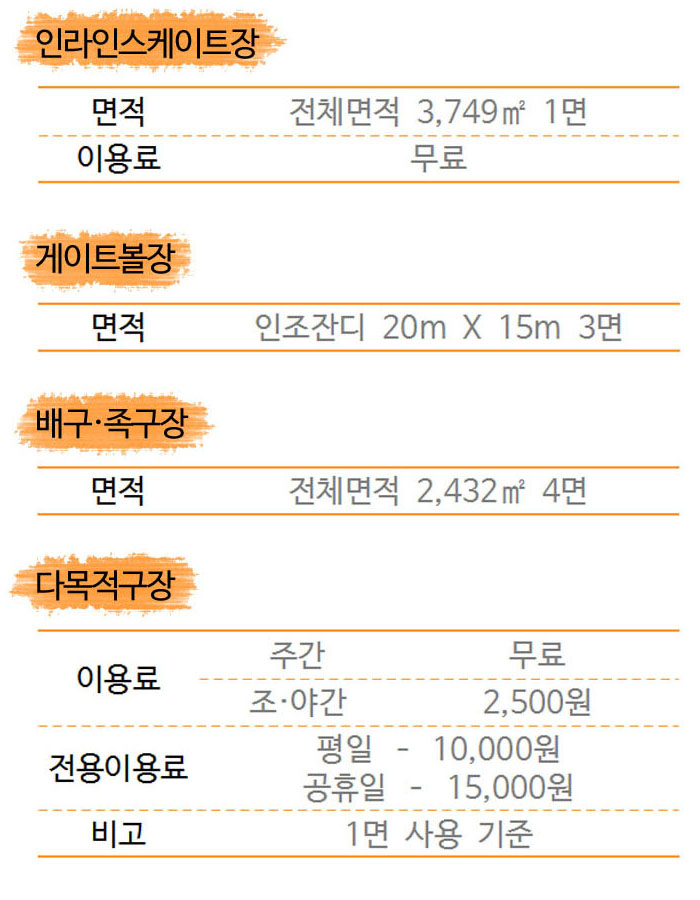 인라인스케이트장
면적 전체면적 3,749㎡ 1면
이용료 무료
게이트볼장
면적 인조잔디 20m X 15m 3면
배구·족구장
면적 전체면적 2,432㎡ 4면
다목적구장
이용료 주간 무료
조·야간 2,500원
전용이용료 평일 - 10,000원
공휴일 - 15,000원
비고 1면 사용 기준